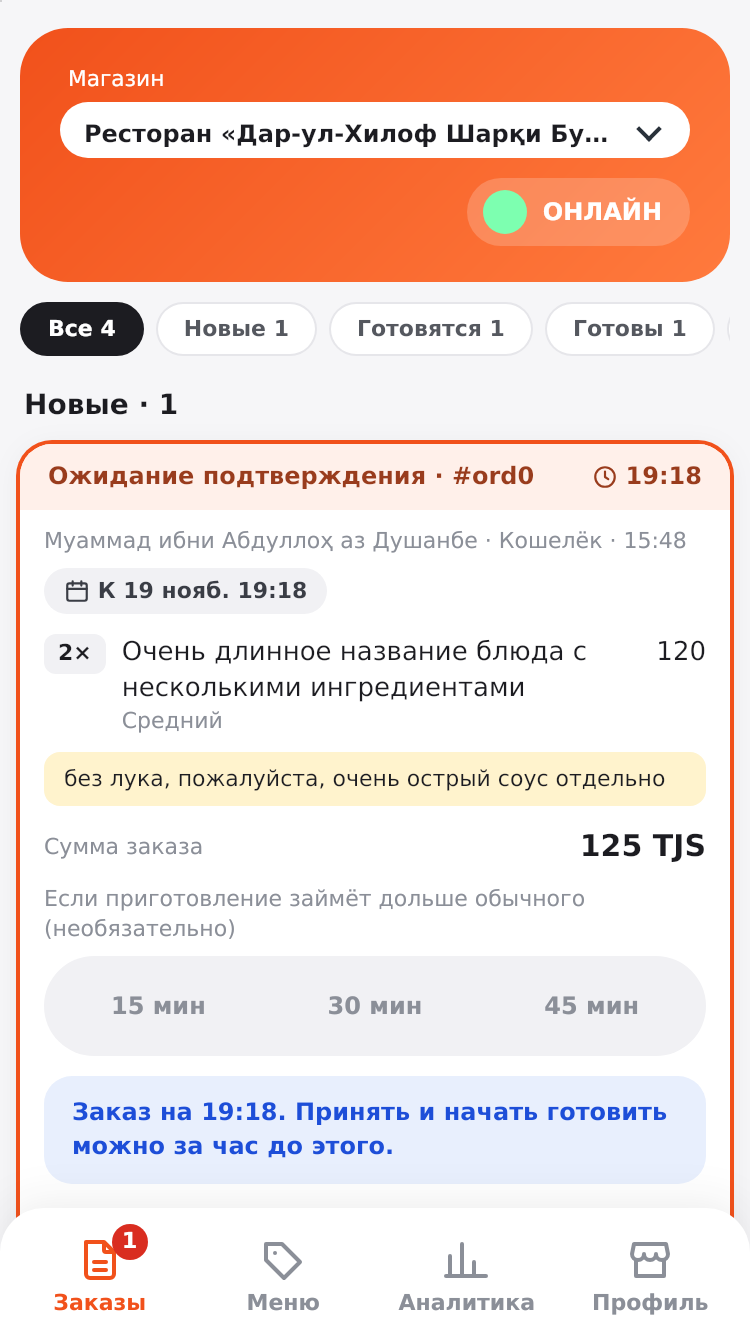 Магазин
Ресторан «Дар-ул-Хилоф Шарқи Бу...
ОНЛАЙН
Все 4
Новые 1
Готовятся 1
Готовы 1
Новые · 1
Ожидание подтверждения · #ord0
19:18
Муаммад ибни Абдуллоҳ аз Душанбе · Кошелёк · 15:48
К 19 нояб. 19:18
2× Очень длинное название блюда с 120
несколькими ингредиентами
Средний
без лука, пожалуйста, очень острый соус отдельно
Сумма заказа 125 TJS
Если приготовление займёт дольше обычного
(необязательно)
15 мин 30 мин 45 мин
Заказ на 19:18. Принять и начать готовить
можно за час до этого.
1
Заказы Меню Аналитика Профиль